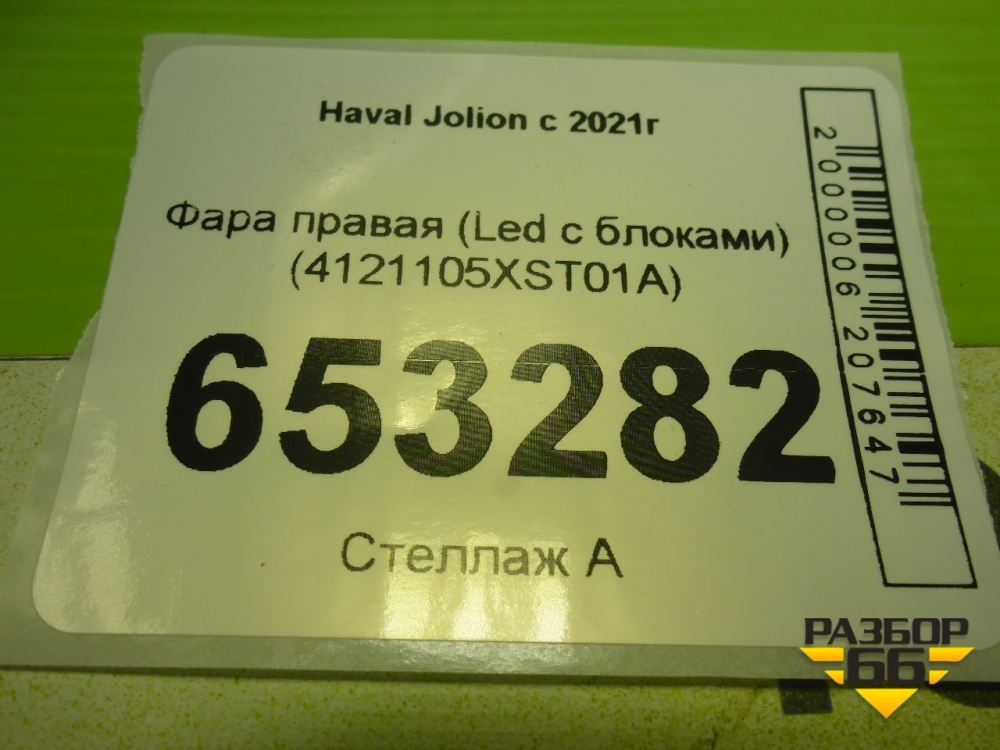 Haval Jolion с 2021г
Фара правая (Led с блоками)
(4121105XST01A)
653282
Стеллаж А
2000006207647
РАЗБОР
66